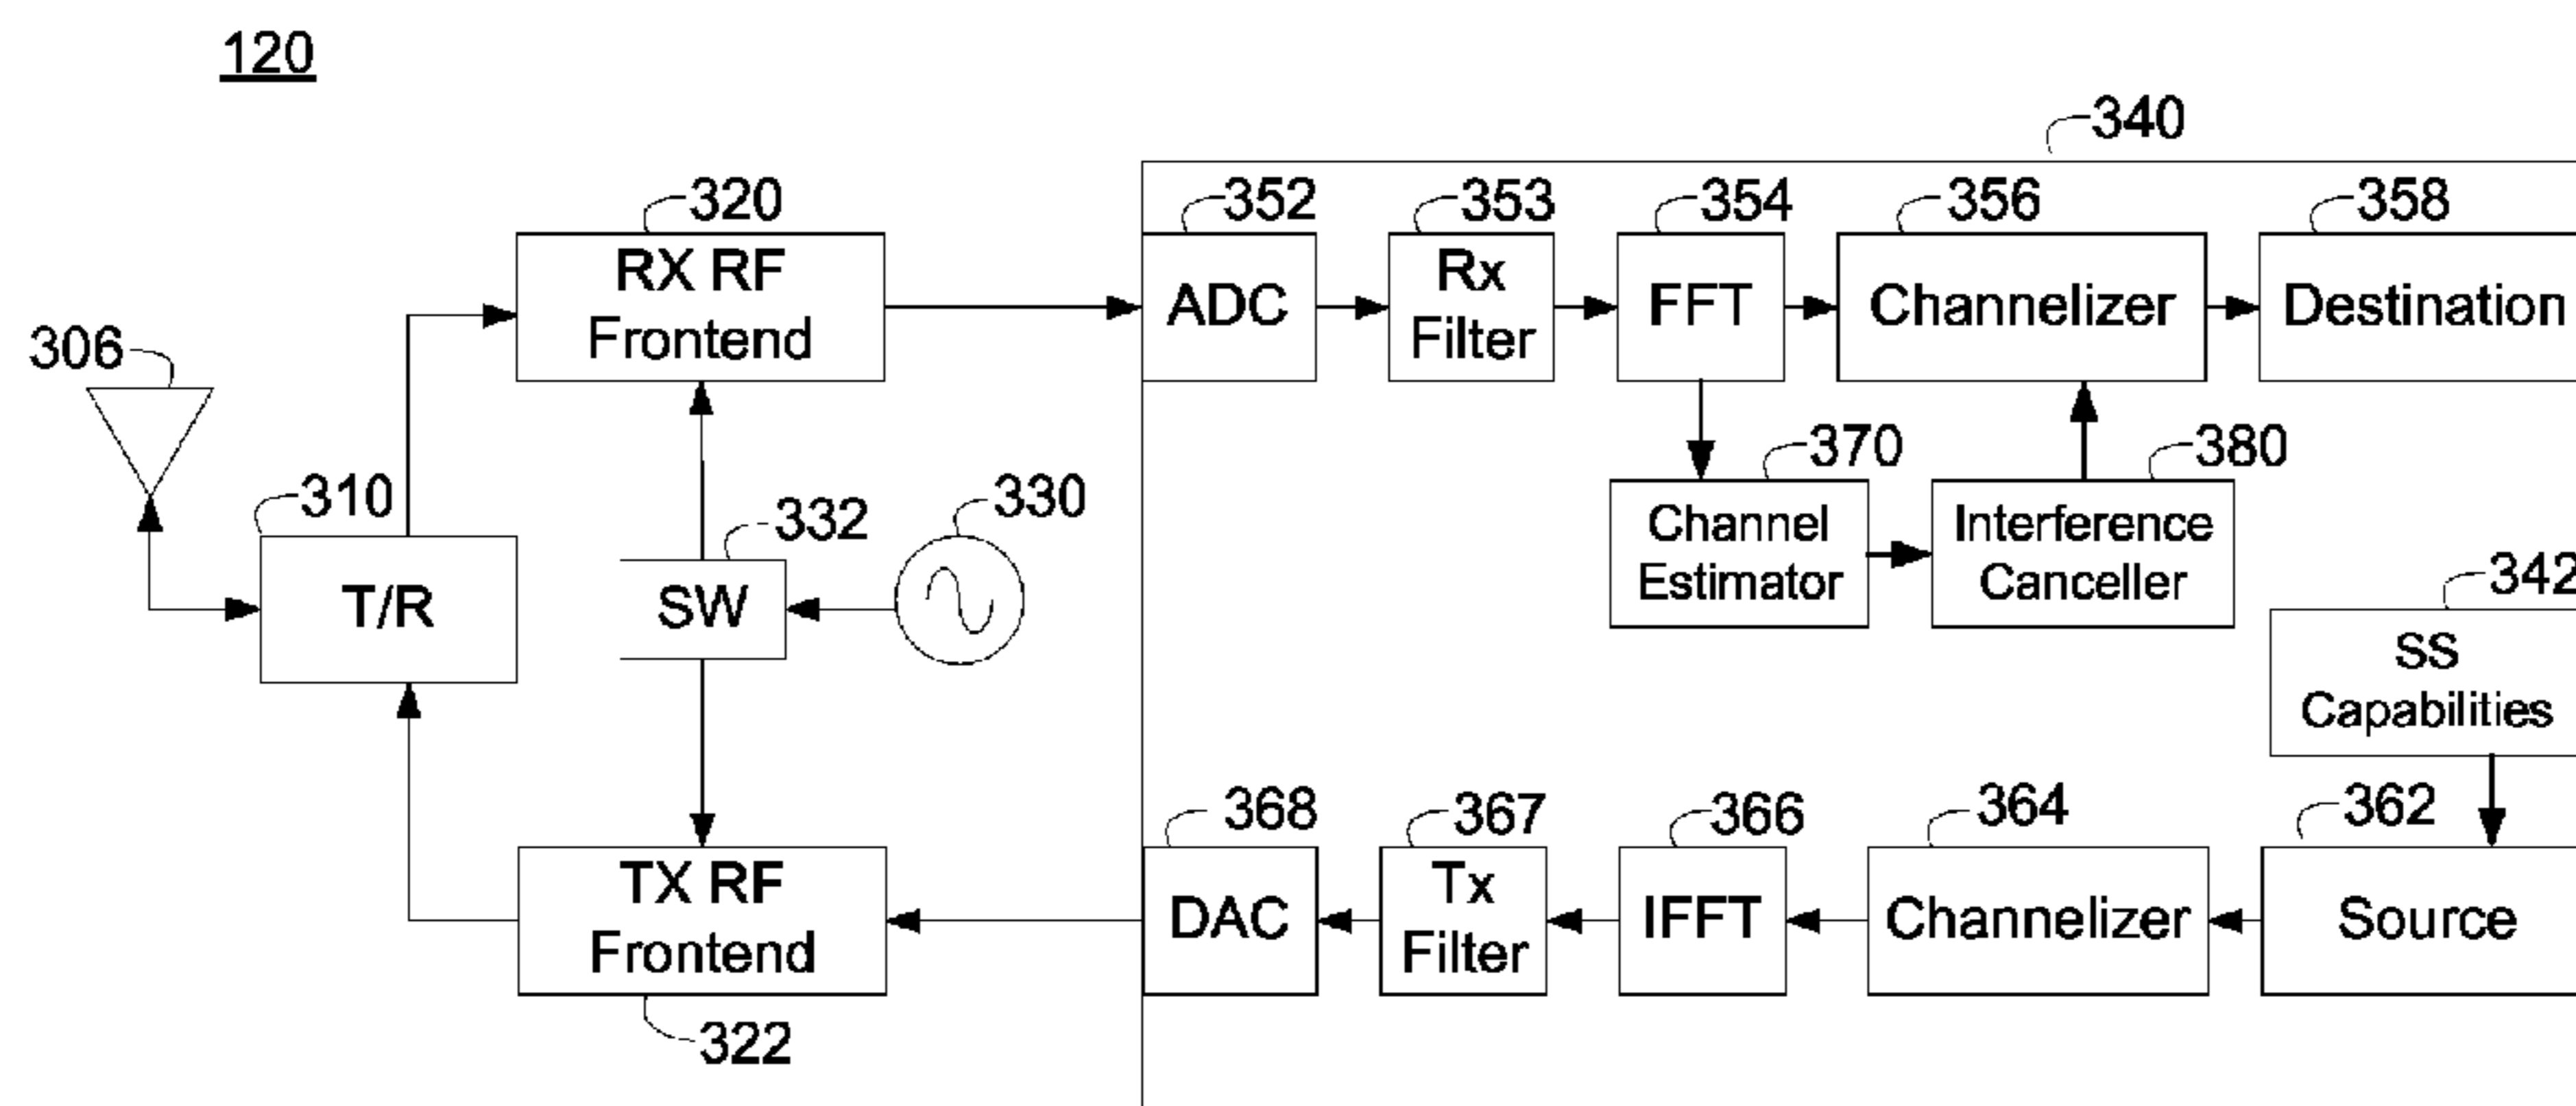 120
340
320
352
353
354
356
358
RX RF
Frontend
ADC
Rx
Filter
FFT
Channelizer
Destination
306
370
380
310
332
330
Channel
Estimator
Interference
Canceller
342
T/R
SW
SS
Capabilities
368
367
366
364
362
TX RF
Frontend
DAC
Tx
Filter
IFFT
Channelizer
Source
322